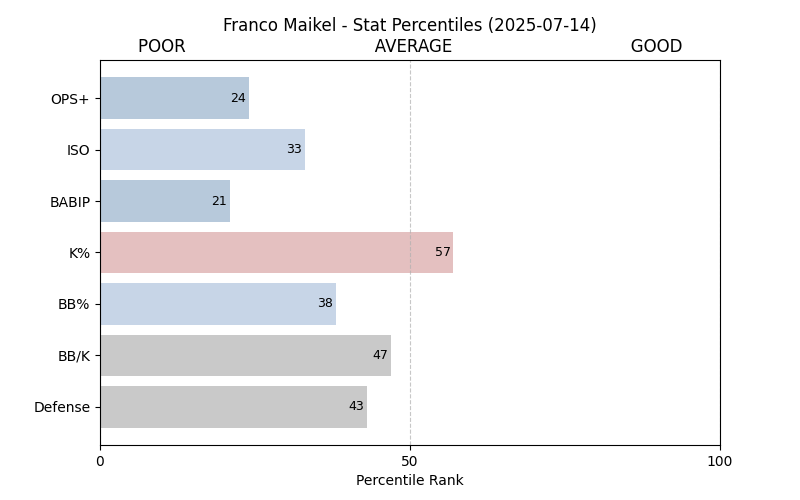 Franco Maikel - Stat Percentiles (2025-07-14)
POOR AVERAGE GOOD
OPS+ 24
ISO 33
BABIP 21
K% 57
BB% 38
BB/K 47
Defense 43
0 50 100
Percentile Rank